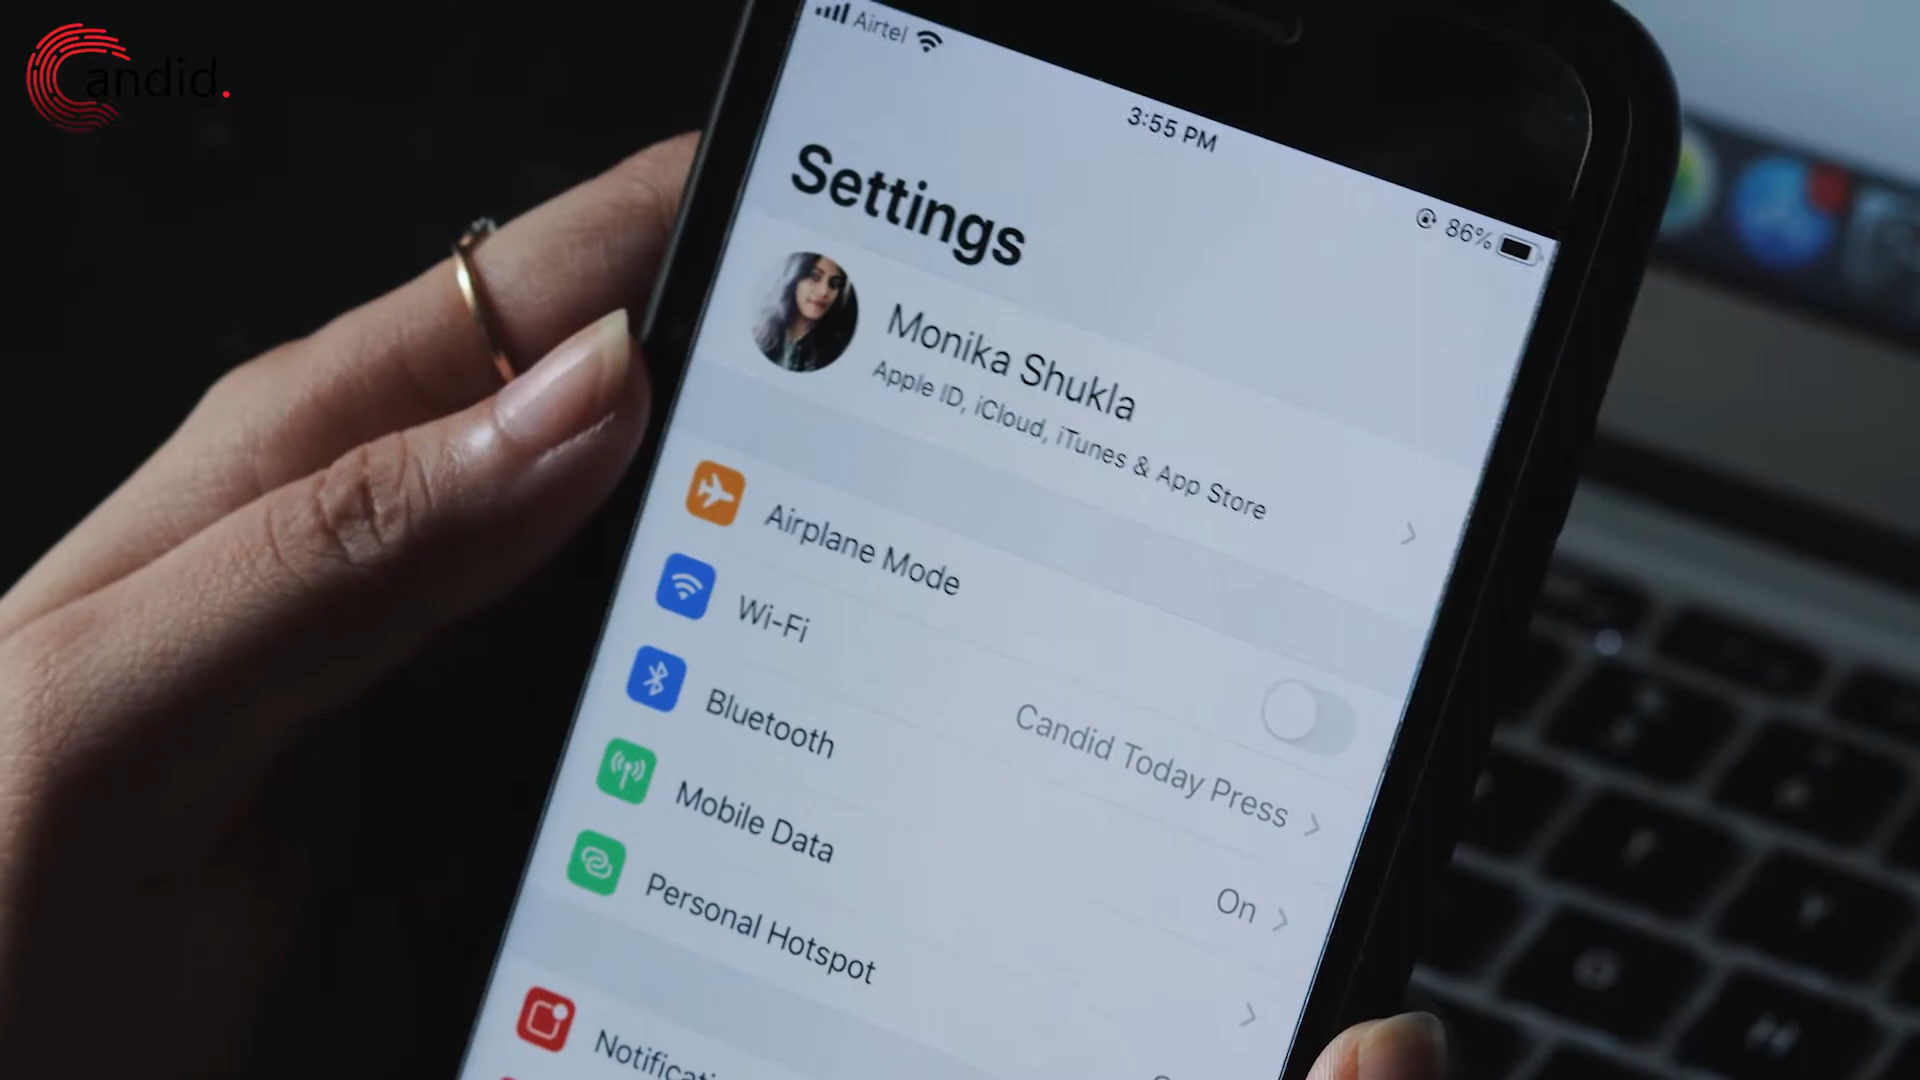 andid.
Airtel
3:55 PM
86%
Settings
Monika Shukla
Apple ID, iCloud, iTunes & App Store
Airplane Mode
Wi-Fi
Candid Today Press
Bluetooth
On
Mobile Data
Personal Hotspot